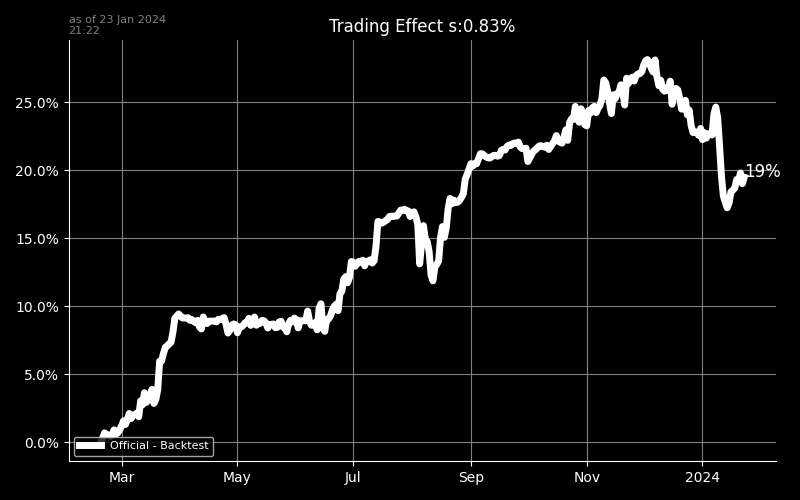 as of 23 Jan 2024
21:22
Trading Effect s:0.83%
25.0%
20.0%
15.0%
10.0%
5.0%
0.0%
19%
Official - Backtest
Mar May Jul Sep Nov 2024